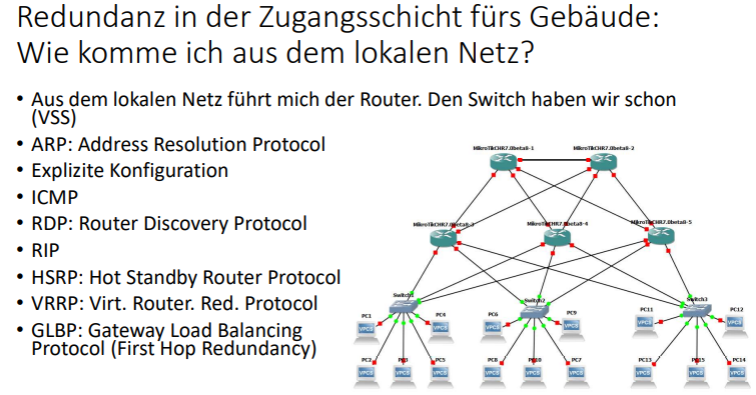 Redundanz in der Zugangsschicht fürs Gebäude:
Wie komme ich aus dem lokalen Netz?
• Aus dem lokalen Netz führt mich der Router. Den Switch haben wir schon
(VSS)
• ARP: Address Resolution Protocol
• Explizite Konfiguration
• ICMP
• RDP: Router Discovery Protocol
• RIP
• HSRP: Hot Standby Router Protocol
• VRRP: Virt. Router. Red. Protocol
• GLBP: Gateway Load Balancing
Protocol (First Hop Redundancy)
MikroTikCHR7.0beta8-1 MikroTikCHR7.0beta8-2
MikroTikCHR7.0beta8-3 MikroTikCHR7.0beta8-4 MikroTikCHR7.0beta8-5
Switch1 Switch2 Switch3
PC1 PC4 PC6 PC9 PC11 PC12
VPCS VPCS VPCS VPCS VPCS VPCS
PC2 PC3 PC5 PC8 PC10 PC7 PC13 PC15 PC14
VPCS VPCS VPCS VPCS VPCS VPCS VPCS VPCS VPCS